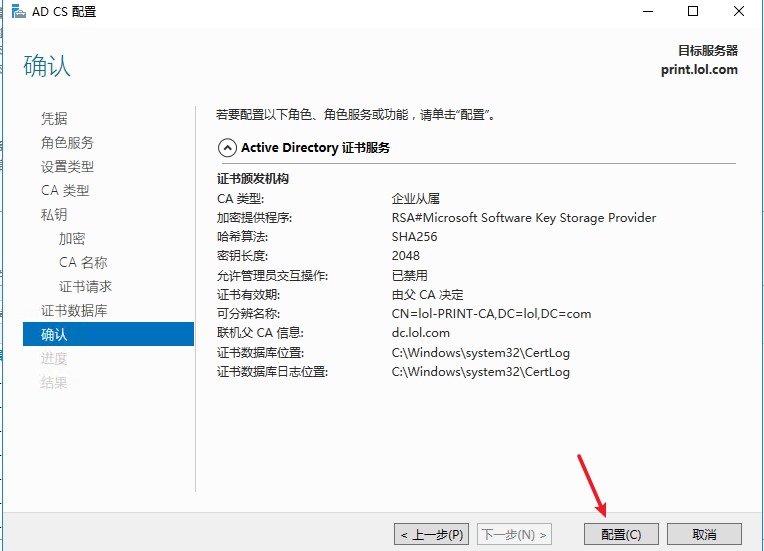 AD CS 配置
确认
目标服务器
print.lol.com
凭据
角色服务
设置类型
CA 类型
私钥
加密
CA 名称
证书请求
证书数据库
确认
进度
结果
若要配置以下角色、角色服务或功能，请单击“配置”。
Active Directory 证书服务
证书颁发机构
CA 类型: 企业从属
加密提供程序: RSA#Microsoft Software Key Storage Provider
哈希算法: SHA256
密钥长度: 2048
允许管理员交互操作: 已禁用
证书有效期: 由父 CA 决定
可分辨名称: CN=lol-PRINT-CA,DC=lol,DC=com
联机父 CA 信息: dc.lol.com
证书数据库位置: C:\Windows\system32\CertLog
证书数据库日志位置: C:\Windows\system32\CertLog
< 上一步(P) 下一步(N) > 配置(C) 取消